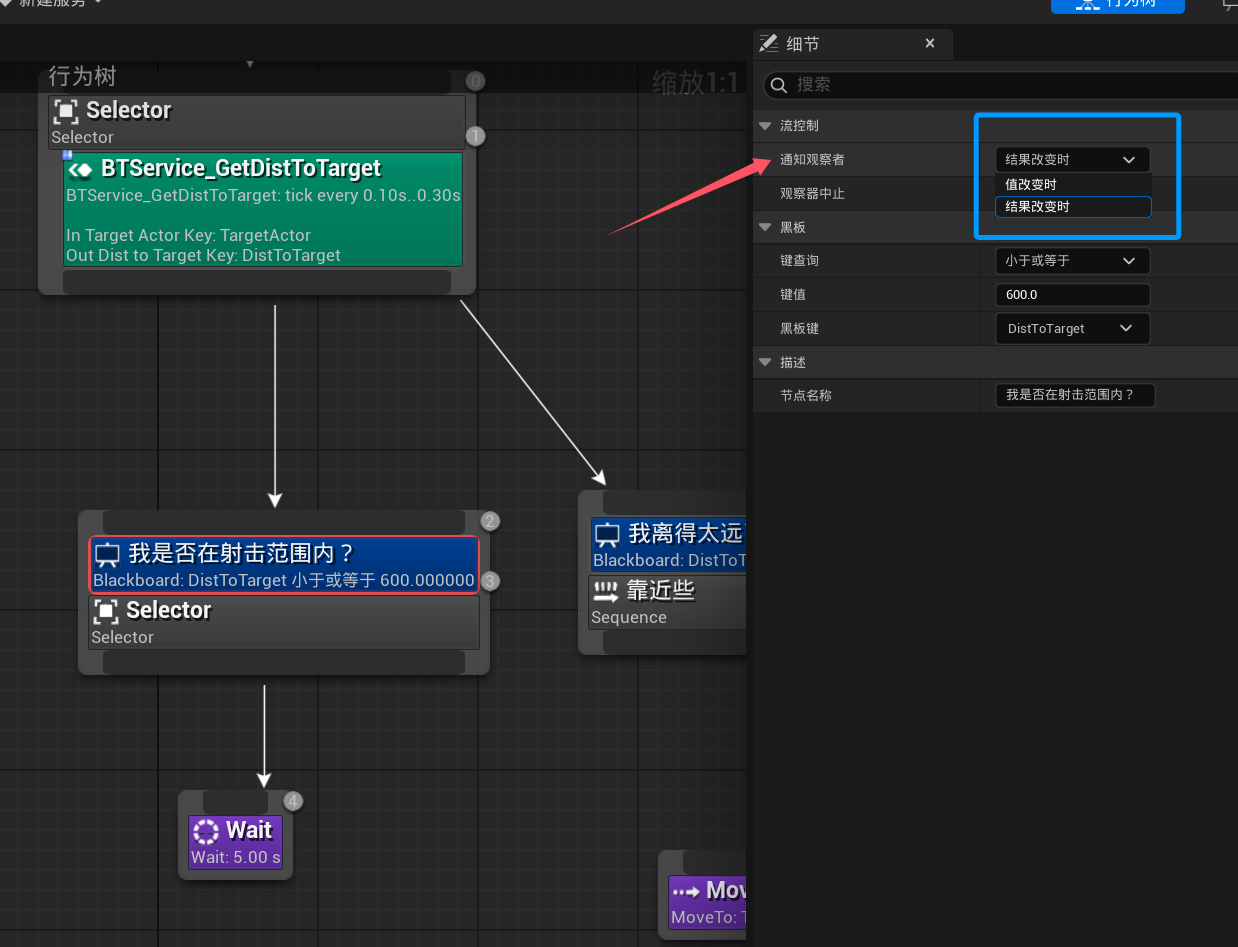 新建服务
行为树
行为树
缩放1:1
0
Selector
Selector
1
BTService_GetDistToTarget
BTService_GetDistToTarget: tick every 0.10s..0.30s
In Target Actor Key: TargetActor
Out Dist to Target Key: DistToTarget
2
我是否在射击范围内？
Blackboard: DistToTarget 小于或等于 600.000000
3
Selector
Selector
我离得太远
Blackboard: DistToT
靠近些
Sequence
4
Wait
Wait: 5.00 s
Mov
MoveTo: T
细节
搜索
流控制
通知观察者
结果改变时
值改变时
结果改变时
观察器中止
黑板
键查询
小于或等于
键值
600.0
黑板键
DistToTarget
描述
节点名称
我是否在射击范围内？